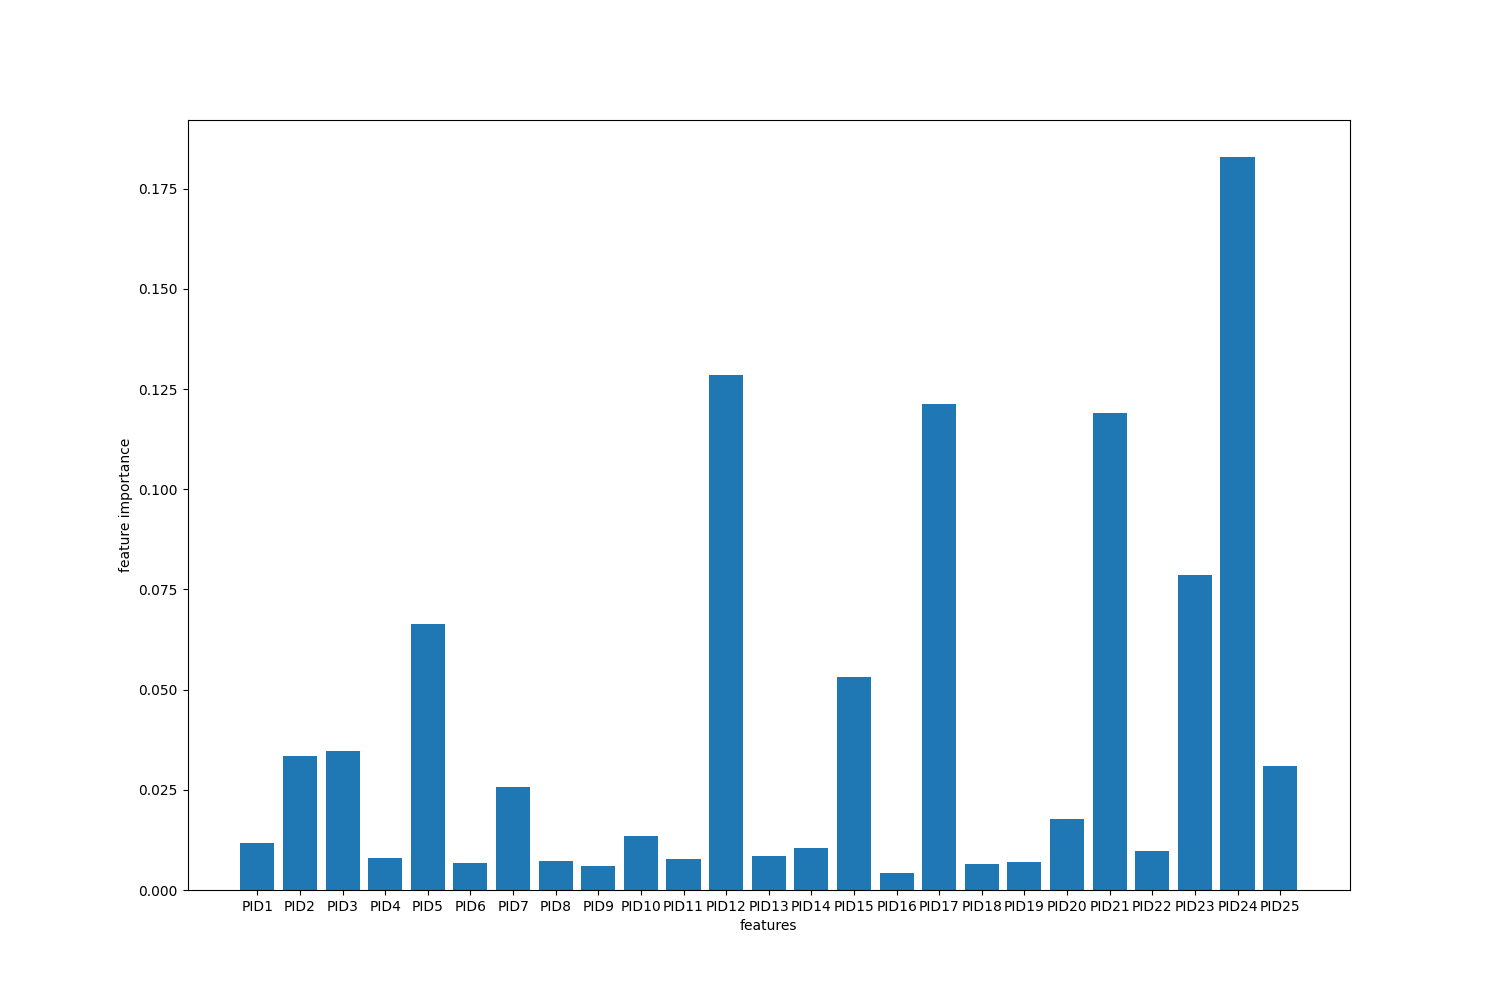 0.175
0.150
0.125
0.100
0.075
0.050
0.025
0.000
feature importance
PID1 PID2 PID3 PID4 PID5 PID6 PID7 PID8 PID9 PID10 PID11 PID12 PID13 PID14 PID15 PID16 PID17 PID18 PID19 PID20 PID21 PID22 PID23 PID24 PID25
features